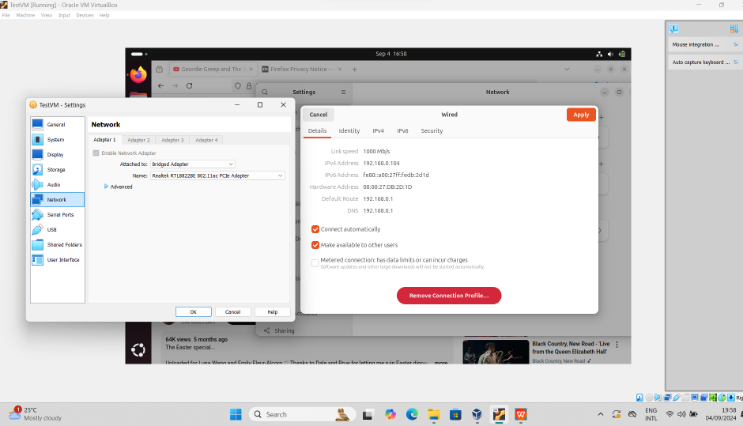 TestVM [Running] - Oracle VM VirtualBox
File Machine View Input Devices Help
Sep 4 16:58
Mouse integration ...
Auto capture keyboard ...
Firefox Privacy Notice —
Settings
Network
TestVM - Settings
General
System
Display
Storage
Audio
Network
Serial Ports
USB
Shared Folders
User Interface
Network
Adapter 1 Adapter 2 Adapter 3 Adapter 4
Enable Network Adapter
Attached to: Bridged Adapter
Name: Realtek RTL8822BE 802.11ac PCIe Adapter
Advanced
OK Cancel Help
Cancel Wired Apply
Details Identity IPv4 IPv6 Security
Link speed 1000 Mb/s
IPv4 Address 192.168.0.104
IPv6 Address fe80::a00:27ff:fedb:2d1d
Hardware Address 08:00:27:DB:2D:1D
Default Route 192.168.0.1
DNS 192.168.0.1
Connect automatically
Make available to other users
Metered connection: has data limits or can incur charges
Software updates and other large downloads will not be started automatically.
Remove Connection Profile...
Sharing
64K views 5 months ago
The Easter special...
Black Country, New Road - 'Live
from the Queen Elizabeth Hall'
Black Country, New Road
25°C
Mostly cloudy
Search
ENG
INTL
19:58
04/09/2024